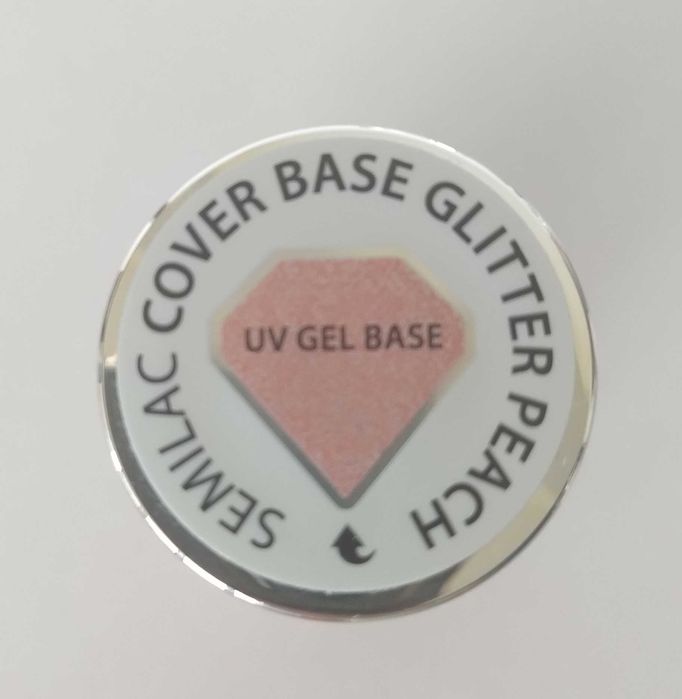 SEMILAC COVER BASE GLITTER PEACH
UV GEL BASE